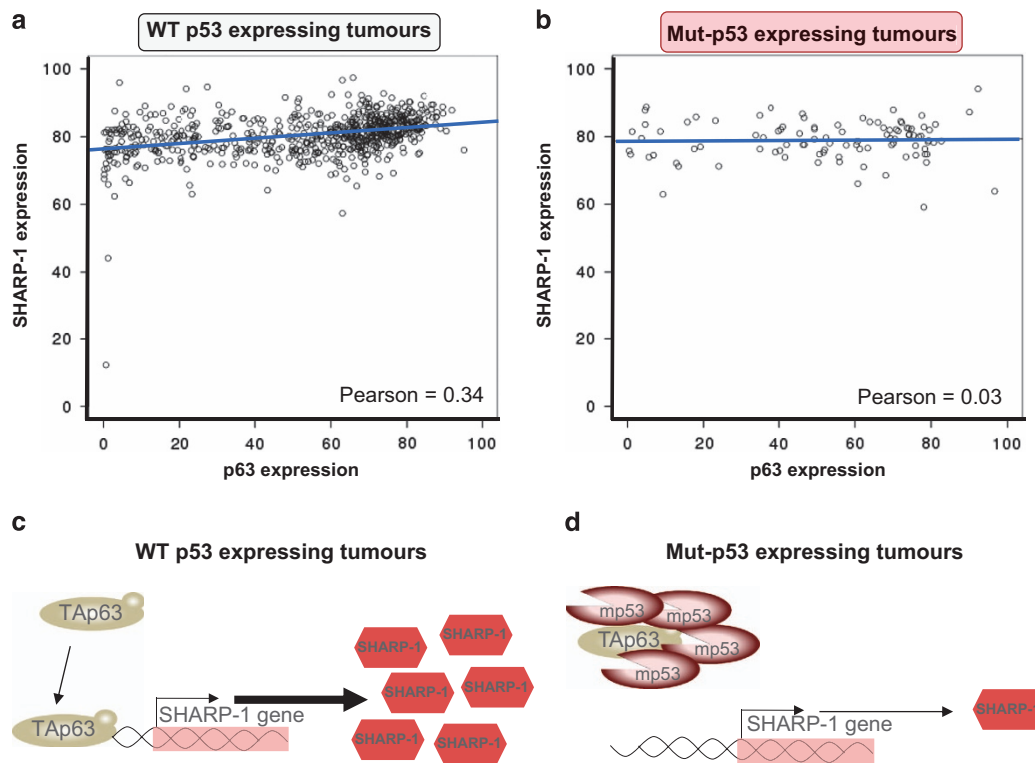 a
WT p53 expressing tumours
SHARP-1 expression
100
80
60
40
20
0
Pearson = 0.34
0 20 40 60 80 100
p63 expression
b
Mut-p53 expressing tumours
SHARP-1 expression
100
80
60
40
20
0
Pearson = 0.03
0 20 40 60 80 100
p63 expression
c
WT p53 expressing tumours
TAp63
TAp63
SHARP-1 gene
SHARP-1
SHARP-1
SHARP-1
SHARP-1
SHARP-1
SHARP-1
d
Mut-p53 expressing tumours
mp53
mp53
TAp63
mp53
mp53
SHARP-1 gene
SHARP-1